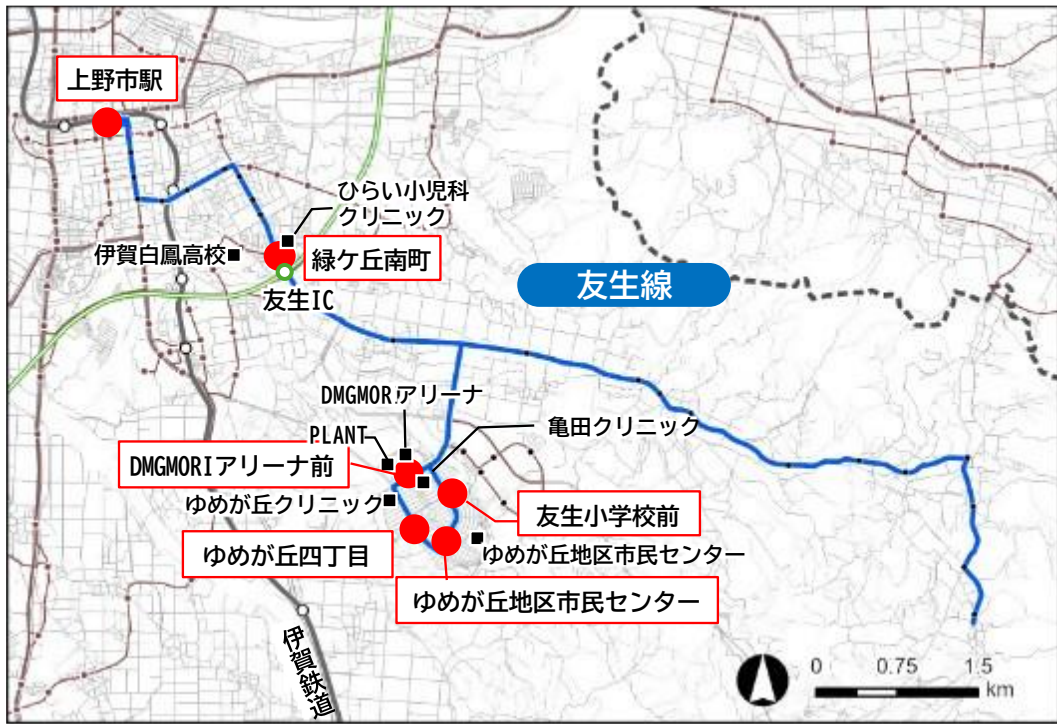 上野市駅
ひらい小児科
クリニック
伊賀白鳳高校
緑ケ丘南町
友生IC
友生線
DMGMORIアリーナ
亀田クリニック
PLANT
DMGMORIアリーナ前
ゆめが丘クリニック
友生小学校前
ゆめが丘四丁目
ゆめが丘地区市民センター
ゆめが丘地区市民センター
伊賀鉄道
0 0.75 1.5
km